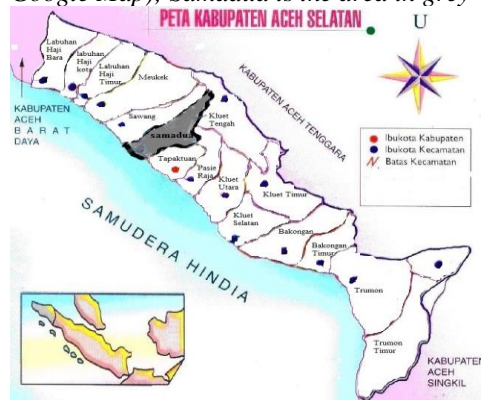 Google Map), Samadua is the area in grey
PETA KABUPATEN ACEH SELATAN
U
Labuhan
Haji
Bara
labuhan
Haji
kota
Labuhan
Haji
Timur
Meukek
Sawang
samadua
Kluet
Tengah
KABUPATEN ACEH TENGGARA
KABUPATEN
ACEH
BARAT
DAYA
Ibukota Kabupaten
Ibukota Kecamatan
Batas Kecamatan
Tapaktuan
Pasie
Raja
Kluet
Utara
Kluet Timur
Kluet
Selatan
Bakongan
Bakongan
Timur
SAMUDERA HINDIA
Trumon
Trumon
Timur
KABUPATEN
ACEH
SINGKIL